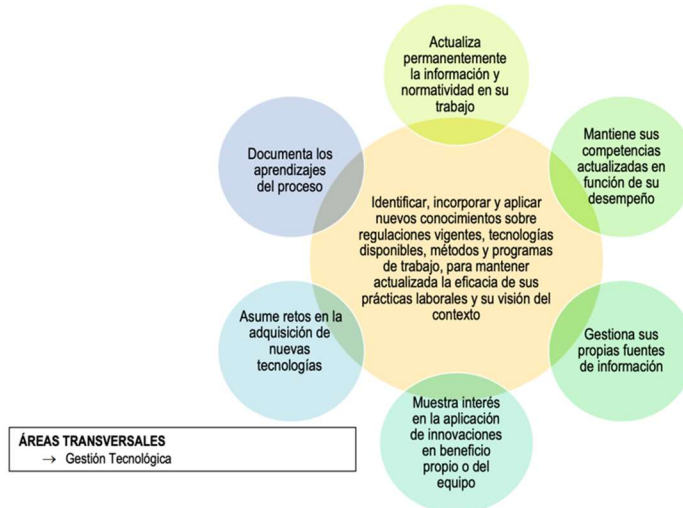 Actualiza
permanentemente
la información y
normatividad en su
trabajo
Mantiene sus
competencias
actualizadas en
función de su
desempeño
Gestiona sus
propias fuentes
de información
Muestra interés
en la aplicación
de innovaciones
en beneficio
propio o del
equipo
Asume retos en la
adquisición de
nuevas
tecnologías
Documenta los
aprendizajes
del proceso
Identificar, incorporar y aplicar
nuevos conocimientos sobre
regulaciones vigentes, tecnologías
disponibles, métodos y programas
de trabajo, para mantener
actualizada la eficacia de sus
prácticas laborales y su visión del
contexto
ÁREAS TRANSVERSALES
→ Gestión Tecnológica